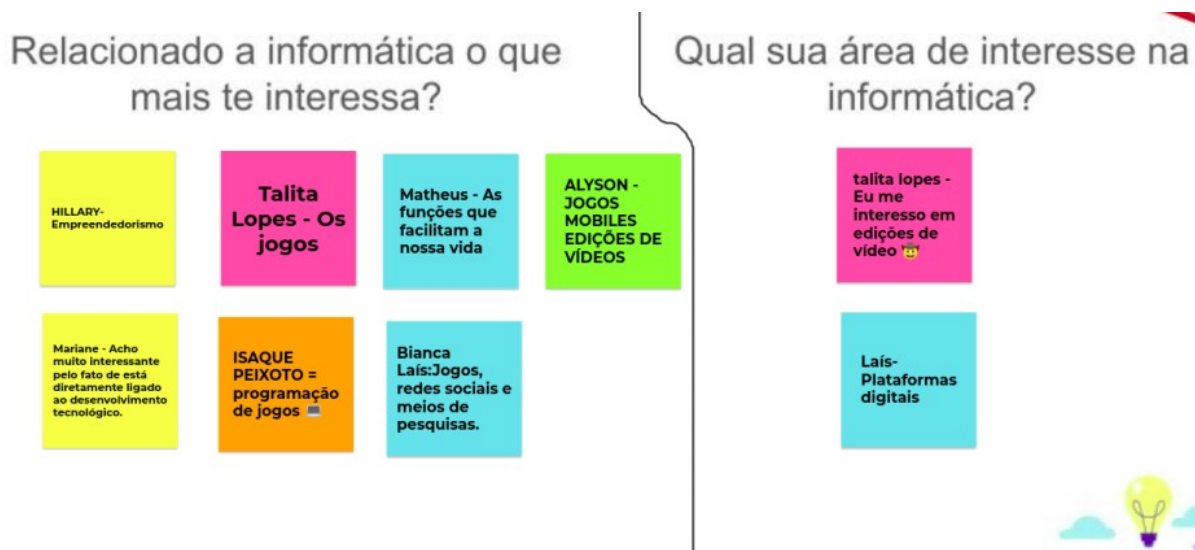 Relacionado a informática o que
mais te interessa?
HILLARY-
Empreendedorismo
Talita
Lopes - Os
jogos
Matheus - As
funções que
facilitam a
nossa vida
ALYSON -
JOGOS
MOBILES
EDIÇÕES DE
VÍDEOS
Mariane - Acho
muito interessante
pelo fato de está
diretamente ligado
ao desenvolvimento
tecnológico.
ISAQUE
PEIXOTO =
programação
de jogos 💻
Bianca
Laís:Jogos,
redes sociais e
meios de
pesquisas.
Qual sua área de interesse na
informática?
talita lopes -
Eu me
interesso em
edições de
vídeo 🤠
Laís-
Plataformas
digitais